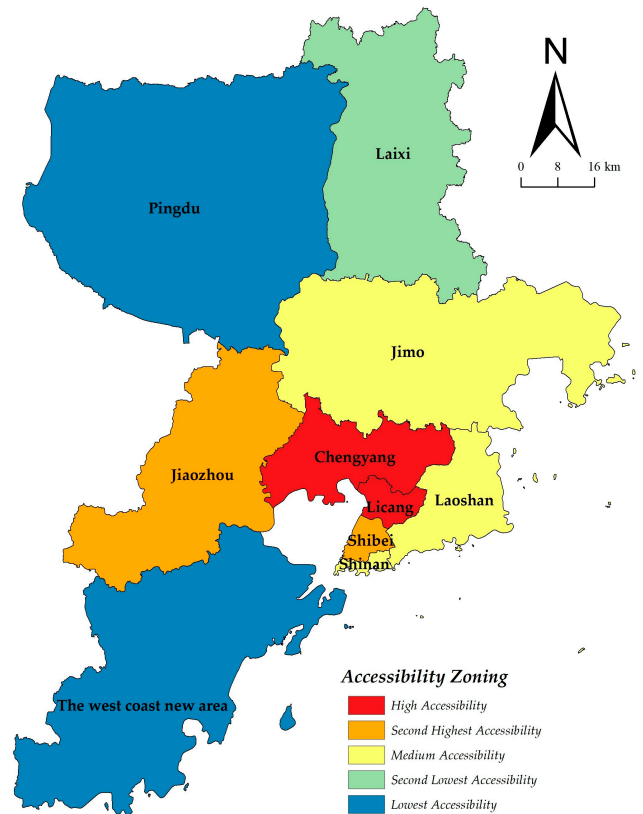 N
0 8 16 km
Laixi
Pingdu
Jimo
Chengyang
Jiaozhou
Laoshan
Licang
Shibei
Shinan
The west coast new area
Accessibility Zoning
High Accessibility
Second Highest Accessibility
Medium Accessibility
Second Lowest Accessibility
Lowest Accessibility